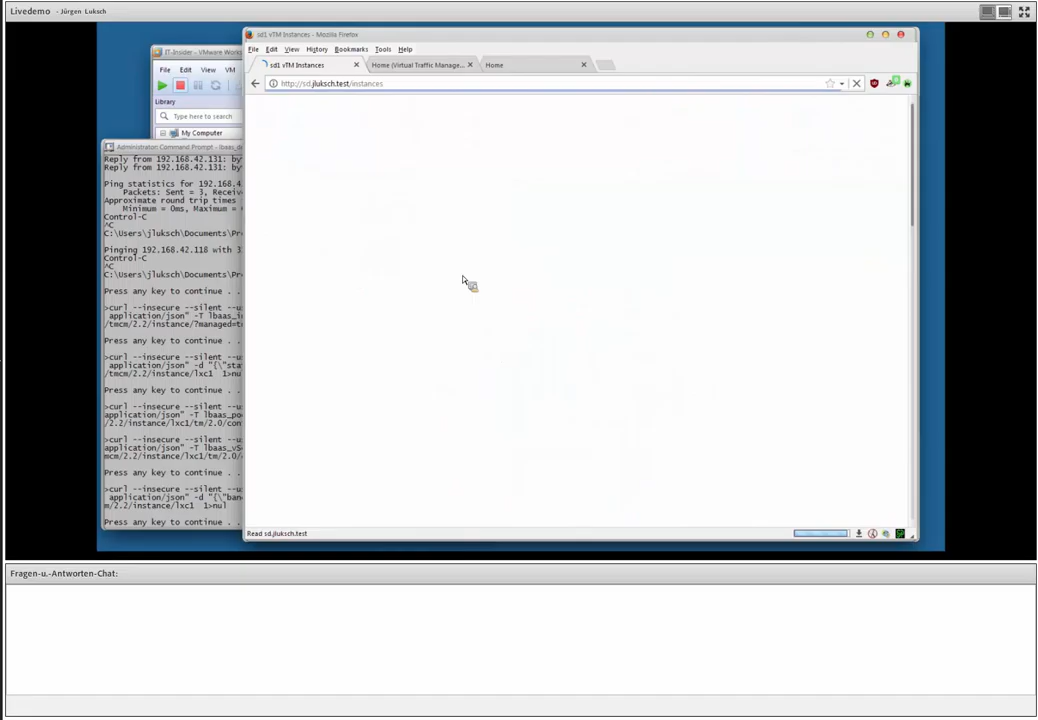 Livedemo - Jürgen Luksch
IT-Insider - VMware Works
File Edit View VM
Library
Type here to search
My Computer
Administrator: Command Prompt - lbaas_de
Reply from 192.168.42.131: by
Reply from 192.168.42.131: by
Ping statistics for 192.168.4
Packets: Sent = 3, Receiv
Approximate round trip times
Minimum = 0ms, Maximum =
Control-C
^C
C:\Users\jluksch\Documents\Pr
Pinging 192.168.42.118 with 3
Control-C
^C
C:\Users\jluksch\Documents\Pr
Press any key to continue . .
>curl --insecure --silent --u
application/json" -T lbaas_i
/tmcm/2.2/instance/?managed=t
Press any key to continue . .
>curl --insecure --silent --u
application/json" -d "{\"sta
/tmcm/2.2/instance/lxc1 1>nu
Press any key to continue . .
>curl --insecure --silent --u
application/json" -T lbaas_po
/2.2/instance/lxc1/tm/2.0/con
>curl --insecure --silent --u
application/json" -T lbaas_vS
mcm/2.2/instance/lxc1/tm/2.0/
Press any key to continue . .
>curl --insecure --silent --u
application/json" -d "{\"ban
m/2.2/instance/lxc1 1>nul
Press any key to continue . .
sd1 vTM Instances - Mozilla Firefox
File Edit View History Bookmarks Tools Help
sd1 vTM Instances
Home (Virtual Traffic Manage...
Home
http://sd.jluksch.test/instances
Read sd.jluksch.test
Fragen-u.-Antworten-Chat: